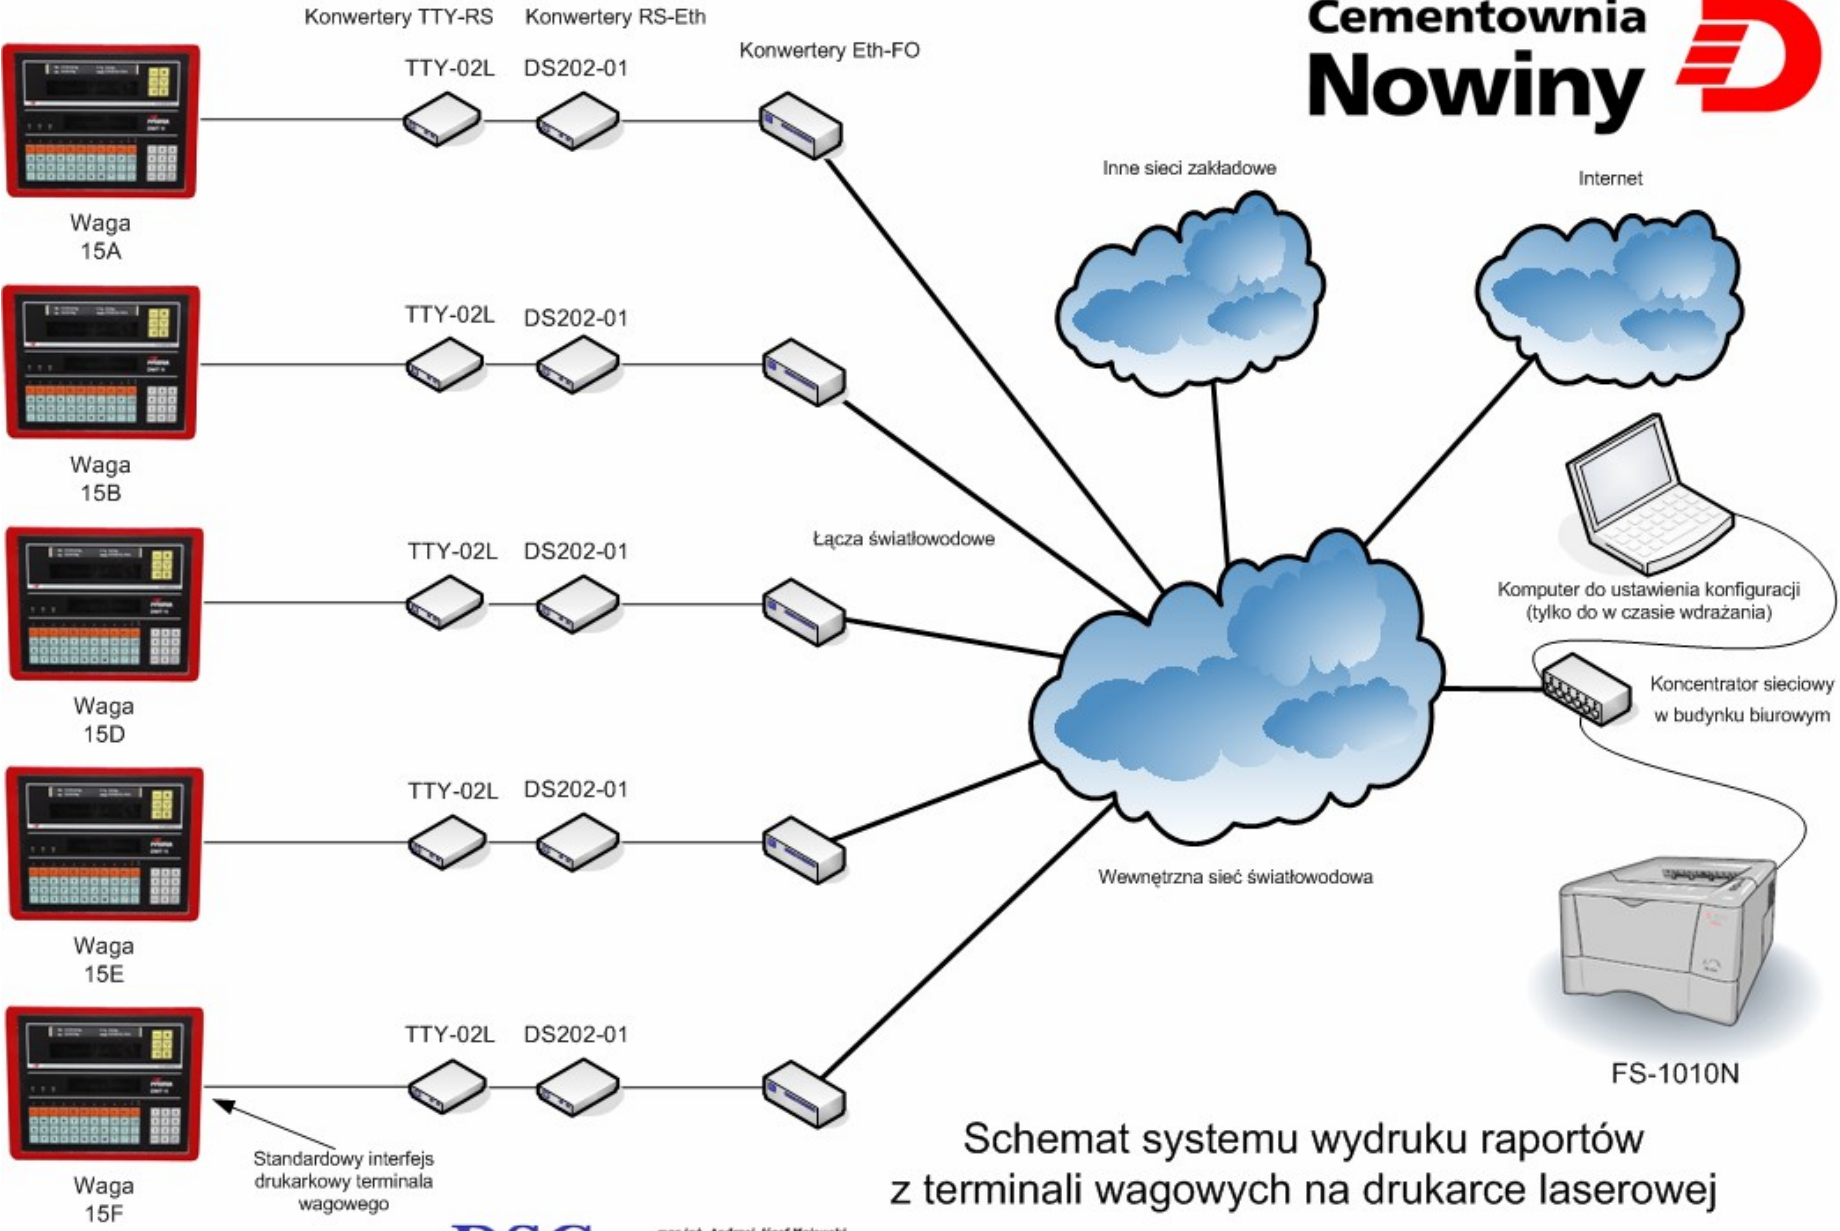 Konwertery TTY-RS
Konwertery RS-Eth
Konwertery Eth-FO
Cementownia
Nowiny
TTY-02L
DS202-01
Waga
15A
Inne sieci zakładowe
Internet
TTY-02L
DS202-01
Waga
15B
TTY-02L
DS202-01
Łącza światłowodowe
Waga
15D
Komputer do ustawienia konfiguracji
(tylko do w czasie wdrażania)
Koncentrator sieciowy
w budynku biurowym
TTY-02L
DS202-01
Waga
15E
Wewnętrzna sieć światłowodowa
FS-1010N
TTY-02L
DS202-01
Waga
15F
Standardowy interfejs
drukarkowy terminala
wagowego
Schemat systemu wydruku raportów
z terminali wagowych na drukarce laserowej